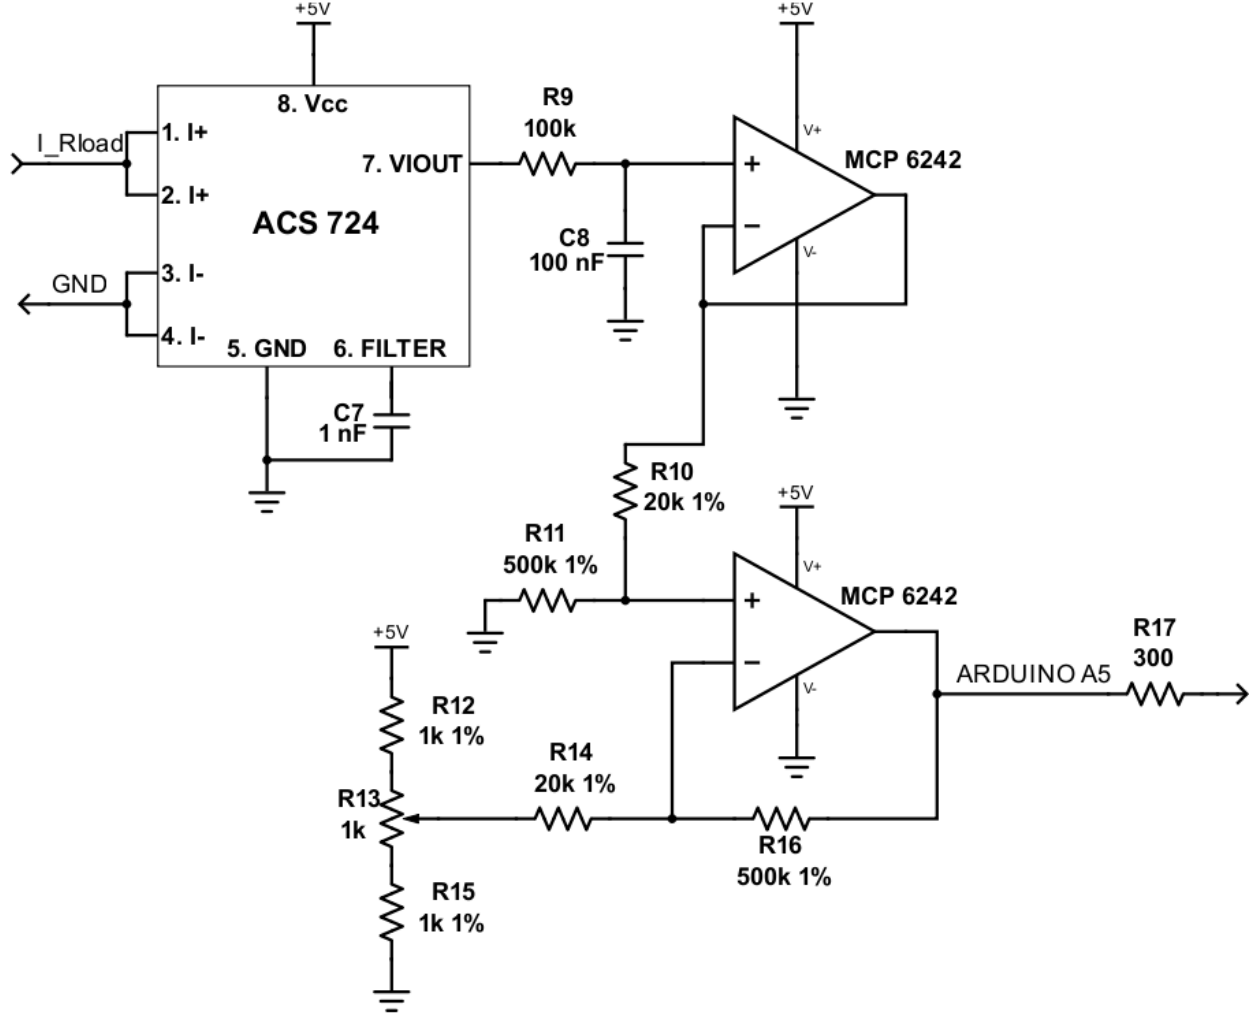 +5V
+5V
8. Vcc
R9
100k
V+
I_Rload
1. I+
7. VIOUT
+
MCP 6242
2. I+
ACS 724
−
C8
100 nF
V-
GND
3. I-
4. I-
5. GND
6. FILTER
C7
1 nF
R10
20k 1%
+5V
R11
500k 1%
V+
+
MCP 6242
+5V
R17
300
−
ARDUINO A5
V-
R12
1k 1%
R14
20k 1%
R13
1k
R16
500k 1%
R15
1k 1%